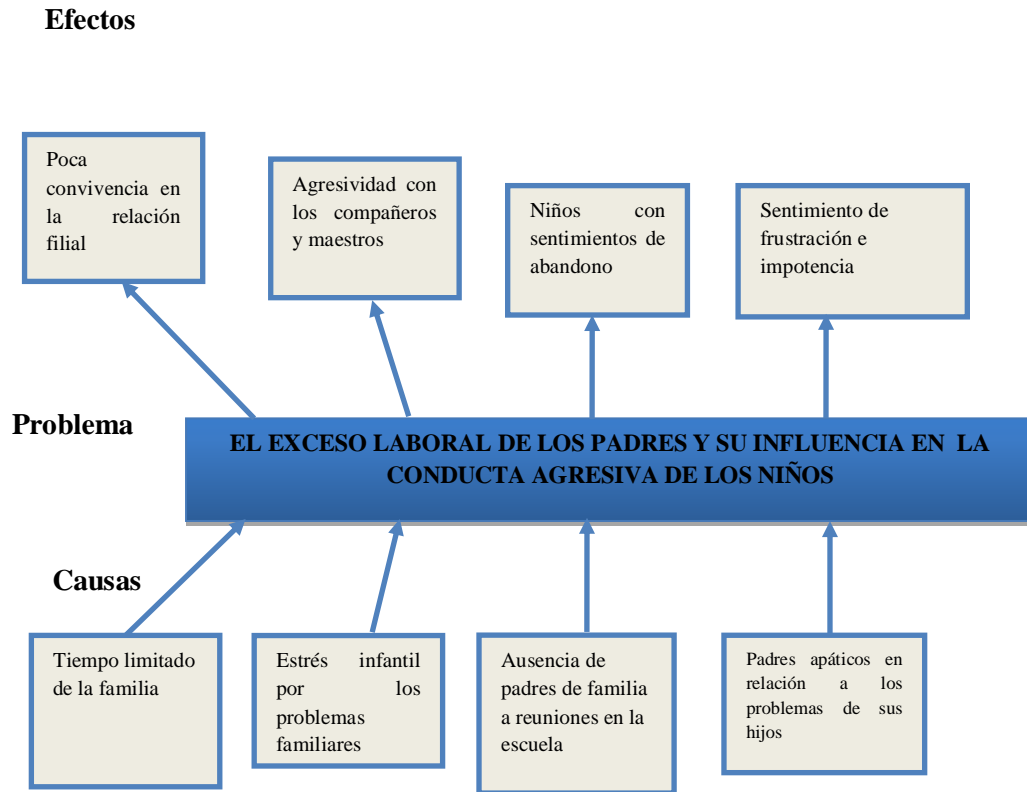 Efectos
Poca
convivencia en
la relación
filial
Agresividad con
los compañeros
y maestros
Niños con
sentimientos de
abandono
Sentimiento de
frustración e
impotencia
Problema
EL EXCESO LABORAL DE LOS PADRES Y SU INFLUENCIA EN LA
CONDUCTA AGRESIVA DE LOS NIÑOS
Causas
Tiempo limitado
de la familia
Estrés infantil
por los
problemas
familiares
Ausencia de
padres de familia
a reuniones en la
escuela
Padres apáticos en
relación a los
problemas de sus
hijos